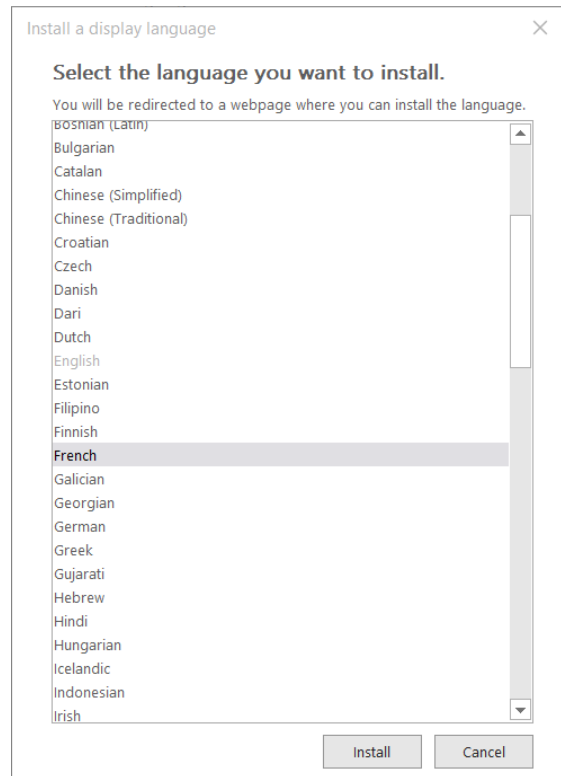 Install a display language
Select the language you want to install.
You will be redirected to a webpage where you can install the language.
Bosnian (Latin)
Bulgarian
Catalan
Chinese (Simplified)
Chinese (Traditional)
Croatian
Czech
Danish
Dari
Dutch
English
Estonian
Filipino
Finnish
French
Galician
Georgian
German
Greek
Gujarati
Hebrew
Hindi
Hungarian
Icelandic
Indonesian
Irish
Install
Cancel